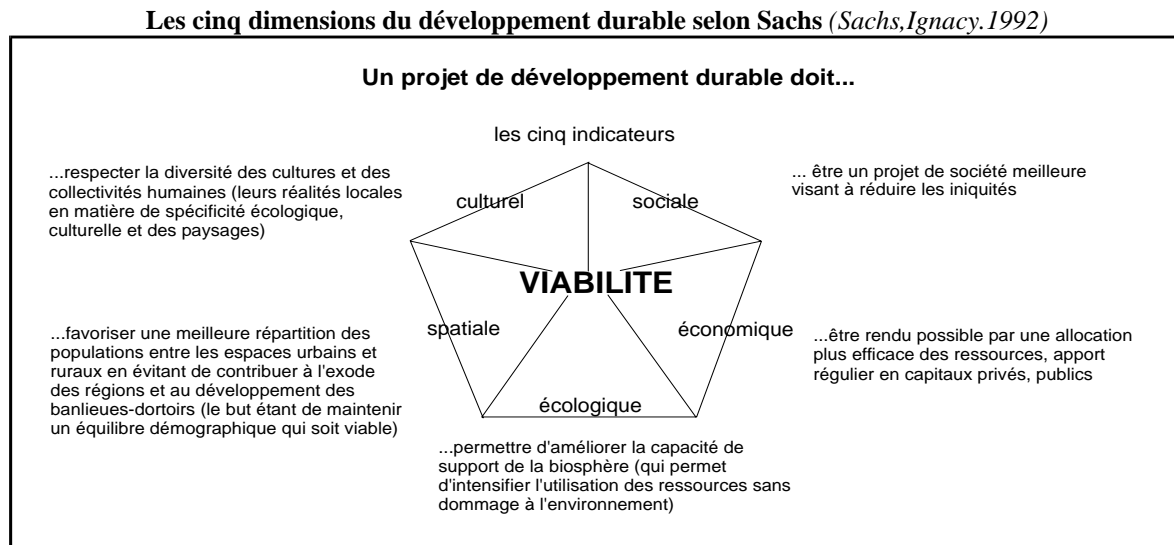 Les cinq dimensions du développement durable selon Sachs (Sachs,Ignacy.1992)
Un projet de développement durable doit...
les cinq indicateurs
...respecter la diversité des cultures et des
collectivités humaines (leurs réalités locales
en matière de spécificité écologique,
culturelle et des paysages)
culturel
sociale
... être un projet de société meilleure
visant à réduire les iniquités
VIABILITE
...favoriser une meilleure répartition des
populations entre les espaces urbains et
ruraux en évitant de contribuer à l'exode
des régions et au développement des
banlieues-dortoirs (le but étant de maintenir
un équilibre démographique qui soit viable)
spatiale
économique
...être rendu possible par une allocation
plus efficace des ressources, apport
régulier en capitaux privés, publics
écologique
...permettre d'améliorer la capacité de
support de la biosphère (qui permet
d'intensifier l'utilisation des ressources sans
dommage à l'environnement)